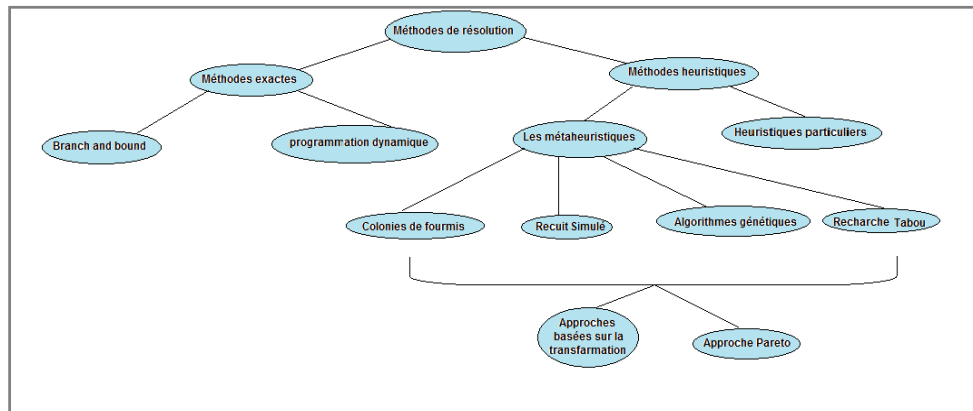 Méthodes de résolution
Méthodes exactes
Méthodes heuristiques
Branch and bound
programmation dynamique
Les métaheuristiques
Heuristiques particuliers
Colonies de fourmis
Recuit Simulé
Algorithmes génétiques
Recharche Tabou
Approches
basées sur la
transfarmation
Approche Pareto